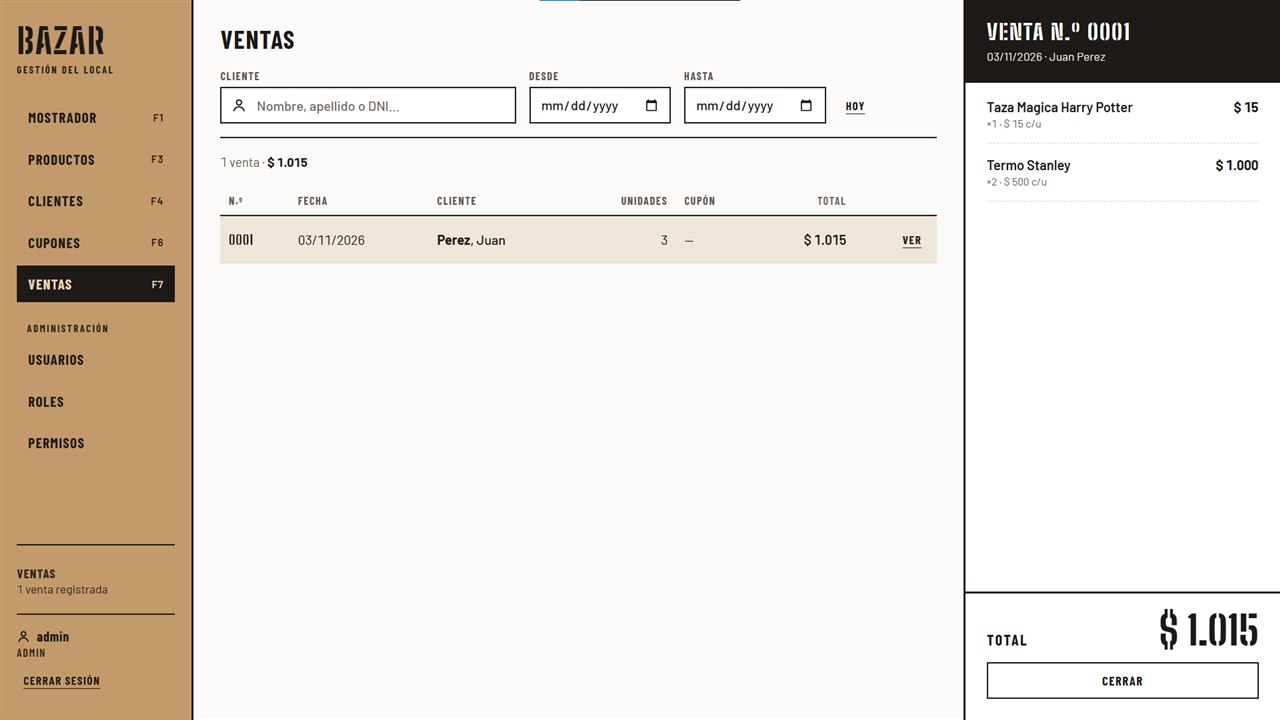 BAZAR
GESTIÓN DEL LOCAL
MOSTRADOR F1
PRODUCTOS F3
CLIENTES F4
CUPONES F6
VENTAS F7
ADMINISTRACIÓN
USUARIOS
ROLES
PERMISOS
VENTAS
1 venta registrada
admin
ADMIN
CERRAR SESIÓN
VENTAS
CLIENTE DESDE HASTA
Nombre, apellido o DNI... mm/dd/yyyy mm/dd/yyyy HOY
1 venta · $ 1.015
N.º FECHA CLIENTE UNIDADES CUPÓN TOTAL
0001 03/11/2026 Perez, Juan 3 — $ 1.015 VER
VENTA N.º 0001
03/11/2026 · Juan Perez
Taza Magica Harry Potter $ 15
×1 · $ 15 c/u
Termo Stanley $ 1.000
×2 · $ 500 c/u
TOTAL $ 1.015
CERRAR